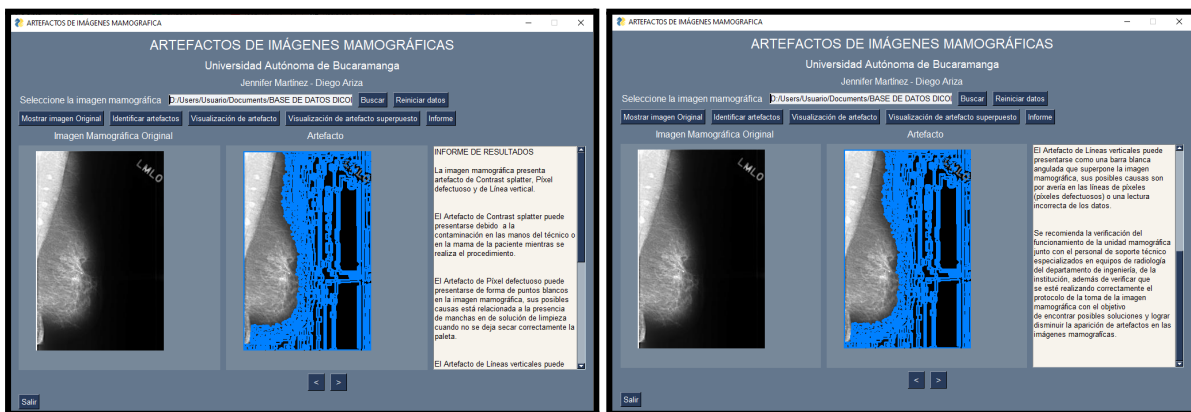 ARTEFACTOS DE IMÁGENES MAMOGRAFICA
ARTEFACTOS DE IMÁGENES MAMOGRÁFICAS
Universidad Autónoma de Bucaramanga
Jennifer Martínez - Diego Ariza
Seleccione la imagen mamográfica D:/Users/Usuario/Documents/BASE DE DATOS DICOI Buscar Reiniciar datos
Mostrar imagen Original Identificar artefactos Visualización de artefacto Visualización de artefacto superpuesto Informe
Imagen Mamográfica Original Artefacto
LMLO
LMLO
INFORME DE RESULTADOS
La imagen mamográfica presenta
artefacto de Contrast splatter, Píxel
defectuoso y de Línea vertical.
El Artefacto de Contrast splatter puede
presentarse debido a la
contaminación en las manos del técnico o
en la mama de la paciente mientras se
realiza el procedimiento.
El Artefacto de Píxel defectuoso puede
presentarse de forma de puntos blancos
en la imagen mamográfica, sus posibles
causas está relacionada a la presencia
de manchas en de solución de limpieza
cuando no se deja secar correctamente la
paleta.
El Artefacto de Líneas verticales puede
< >
Salir
ARTEFACTOS DE IMÁGENES MAMOGRAFICA
ARTEFACTOS DE IMÁGENES MAMOGRÁFICAS
Universidad Autónoma de Bucaramanga
Jennifer Martínez - Diego Ariza
Seleccione la imagen mamográfica D:/Users/Usuario/Documents/BASE DE DATOS DICOI Buscar Reiniciar datos
Mostrar imagen Original Identificar artefactos Visualización de artefacto Visualización de artefacto superpuesto Informe
Imagen Mamográfica Original Artefacto
LMLO
LMLO
El Artefacto de Líneas verticales puede
presentarse como una barra blanca
angulada que superpone la imagen
mamográfica, sus posibles causas son
por avería en las líneas de píxeles
(píxeles defectuosos) o una lectura
incorrecta de los datos.
Se recomienda la verificación del
funcionamiento de la unidad mamográfica
junto con el personal de soporte técnico
especializados en equipos de radiología
del departamento de ingeniería, de la
institución, además de verificar que
se esté realizando correctamente el
protocolo de la toma de la imagen
mamográfica con el objetivo
de encontrar posibles soluciones y lograr
disminuir la aparición de artefactos en las
imágenes mamografícas.
< >
Salir